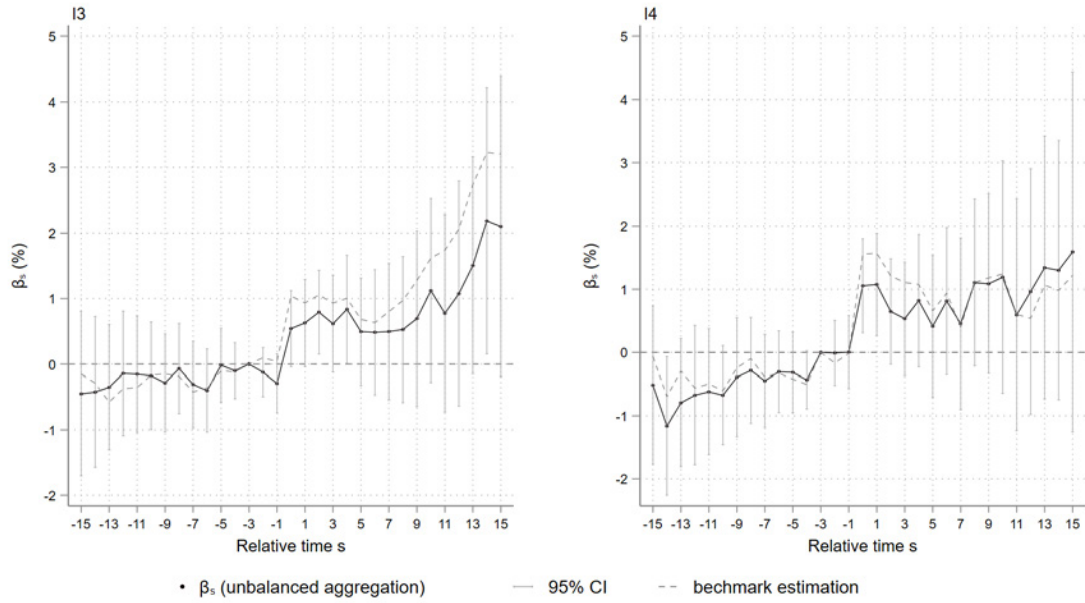 I3
I4
5
4
3
2
1
0
-1
-2
βs (%)
-15 -13 -11 -9 -7 -5 -3 -1 1 3 5 7 9 11 13 15
Relative time s
5
4
3
2
1
0
-1
-2
βs (%)
-15 -13 -11 -9 -7 -5 -3 -1 1 3 5 7 9 11 13 15
Relative time s
βₛ (unbalanced aggregation) 95% CI bechmark estimation